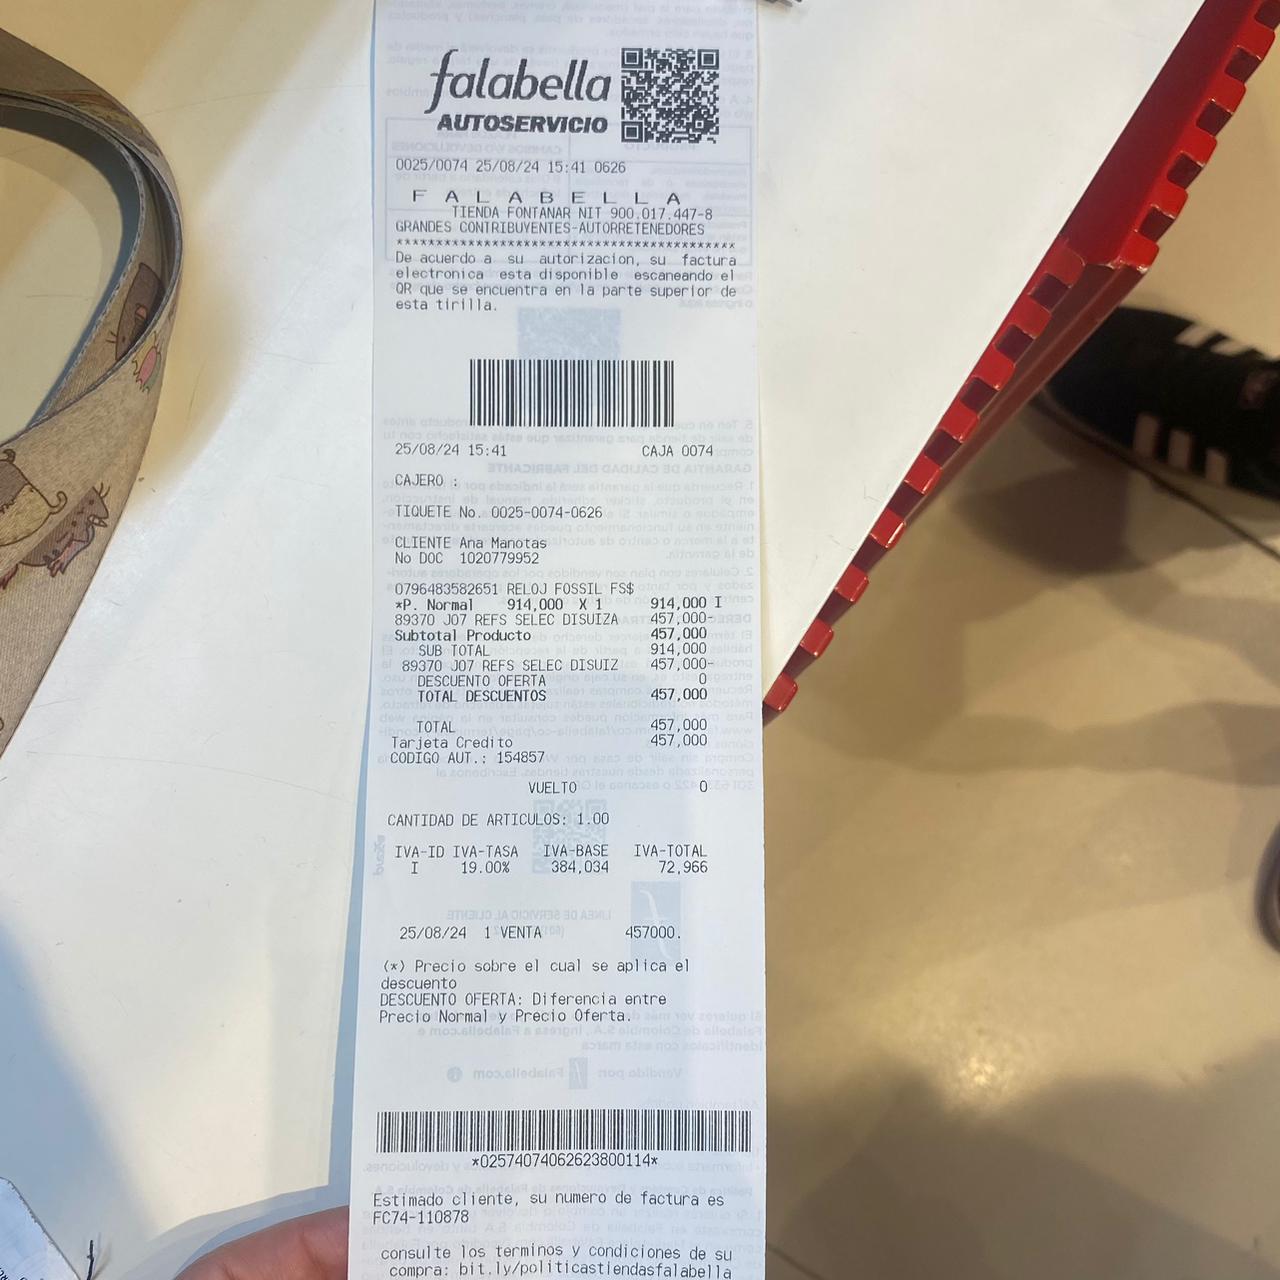 falabella
AUTOSERVICIO
0025/0074 25/08/24 15:41 0626
F A L A B E L L A
TIENDA FONTANAR NIT 900.017.447-8
GRANDES CONTRIBUYENTES-AUTORRETENEDORES
*******************************************
De acuerdo a su autorizacion, su factura
electronica esta disponible escaneando el
QR que se encuentra en la parte superior de
esta tirilla.
25/08/24 15:41 CAJA 0074
CAJERO :
TIQUETE No. 0025-0074-0626
CLIENTE Ana Manotas
No DOC 1020779952
0796483582651 RELOJ FOSSIL FS$
*P. Normal 914,000 X 1 914,000 I
89370 J07 REFS SELEC DISUIZA 457,000-
Subtotal Producto 457,000
SUB TOTAL 914,000
89370 J07 REFS SELEC DISUIZ 457,000-
DESCUENTO OFERTA 0
TOTAL DESCUENTOS 457,000
TOTAL 457,000
Tarjeta Credito 457,000
CODIGO AUT.: 154857
VUELTO 0
CANTIDAD DE ARTICULOS: 1.00
IVA-ID IVA-TASA IVA-BASE IVA-TOTAL
I 19.00% 384,034 72,966
25/08/24 1 VENTA 457000.
(*) Precio sobre el cual se aplica el
descuento
DESCUENTO OFERTA: Diferencia entre
Precio Normal y Precio Oferta.
*02574074062623800114*
Estimado cliente, su numero de factura es
FC74-110878
consulte los terminos y condiciones de su
compra: bit.ly/politicastiendasfalabella